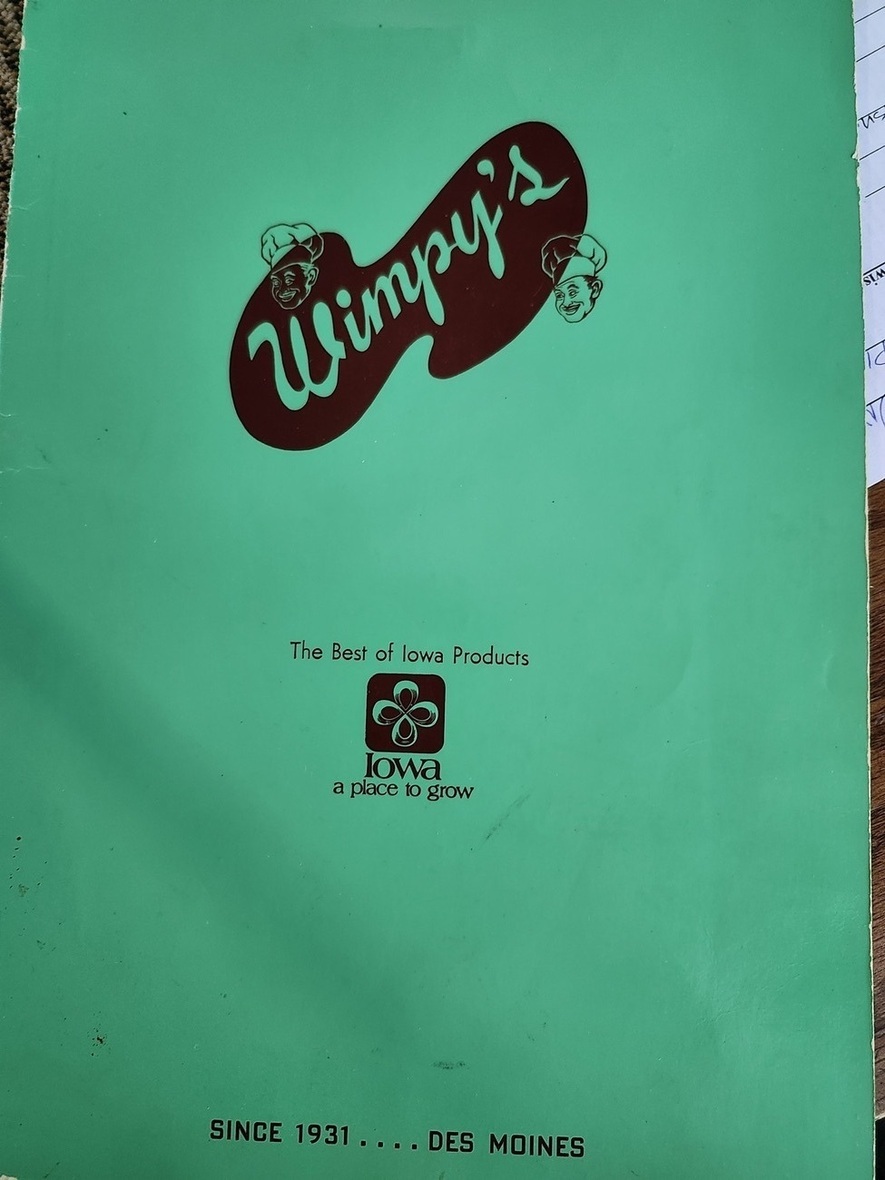 Wimpy's
The Best of Iowa Products
Iowa
a place to grow
SINCE 1931 .... DES MOINES